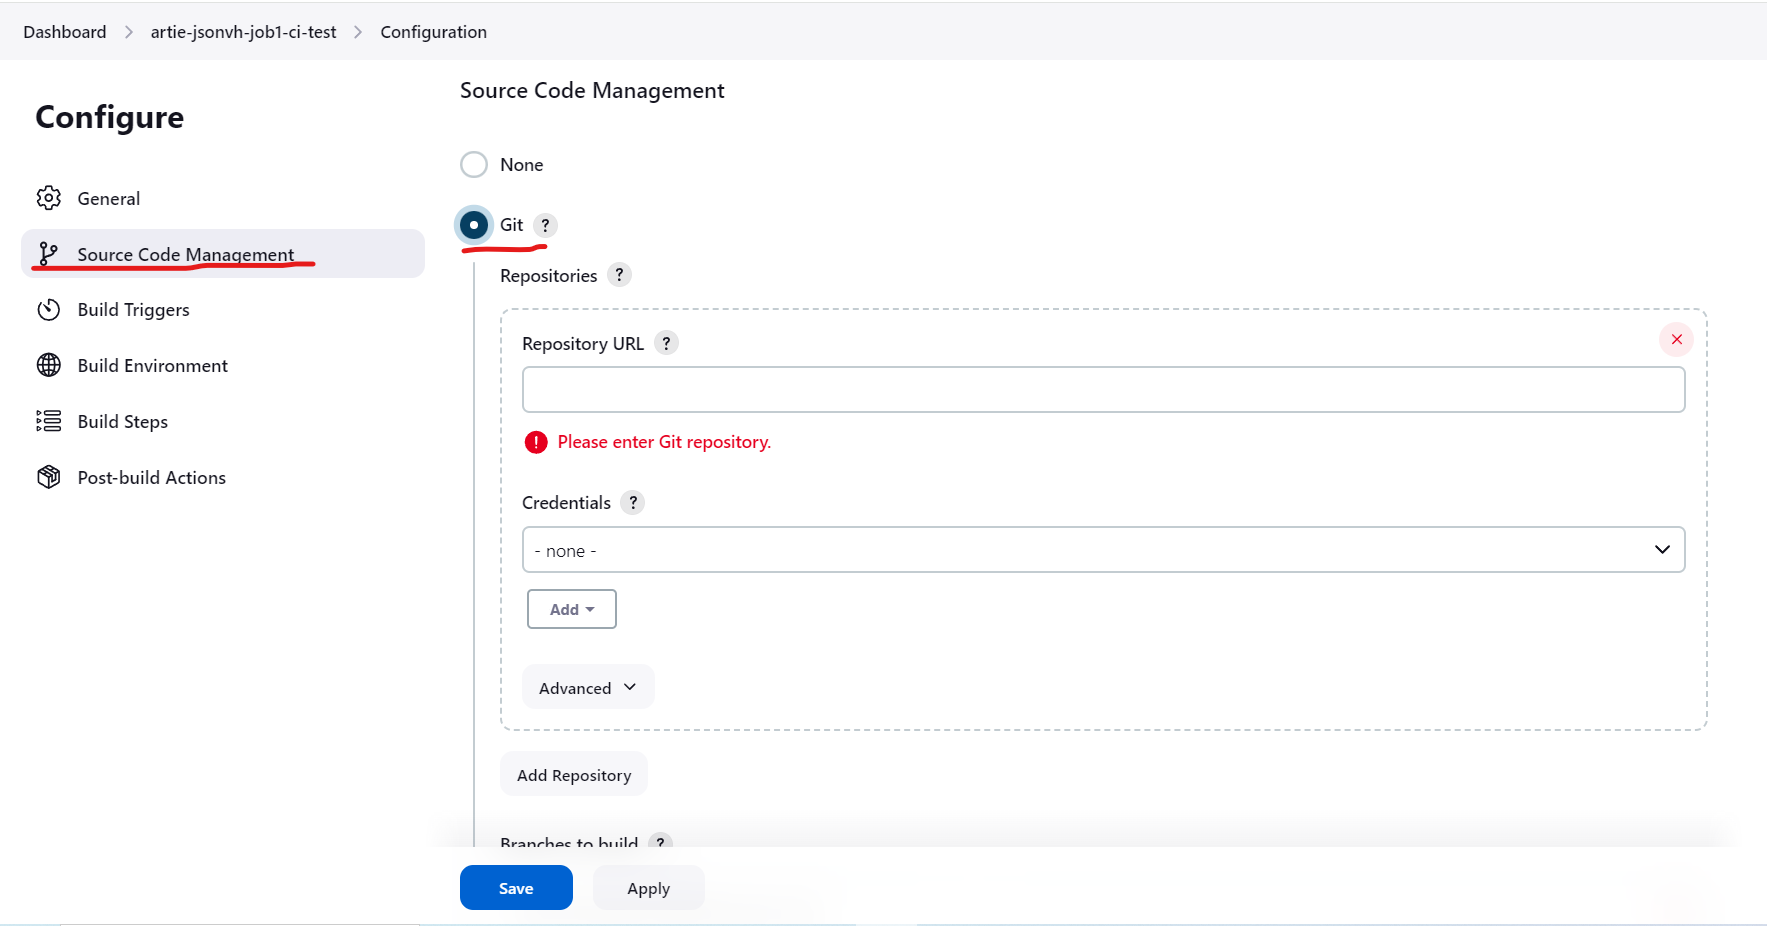 Dashboard > artie-jsonvh-job1-ci-test > Configuration
Configure
General
Source Code Management
Build Triggers
Build Environment
Build Steps
Post-build Actions
Source Code Management
None
Git ?
Repositories ?
Repository URL ?
Please enter Git repository.
Credentials ?
- none -
Add
Advanced
Add Repository
Branches to build ?
Save
Apply